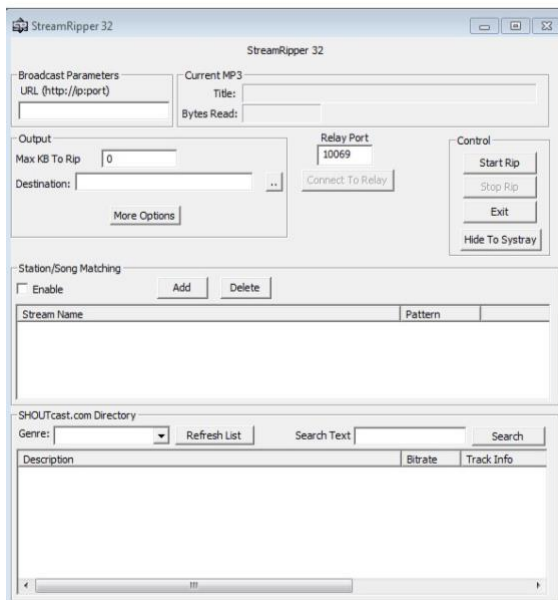 StreamRipper 32
StreamRipper 32
Broadcast Parameters
URL (http://ip:port)
Current MP3
Title:
Bytes Read:
Output
Max KB To Rip 0
Destination: ..
More Options
Relay Port
10069
Connect To Relay
Control
Start Rip
Stop Rip
Exit
Hide To Systray
Station/Song Matching
Enable Add Delete
Stream Name Pattern
SHOUTcast.com Directory
Genre: Refresh List Search Text Search
Description Bitrate Track Info